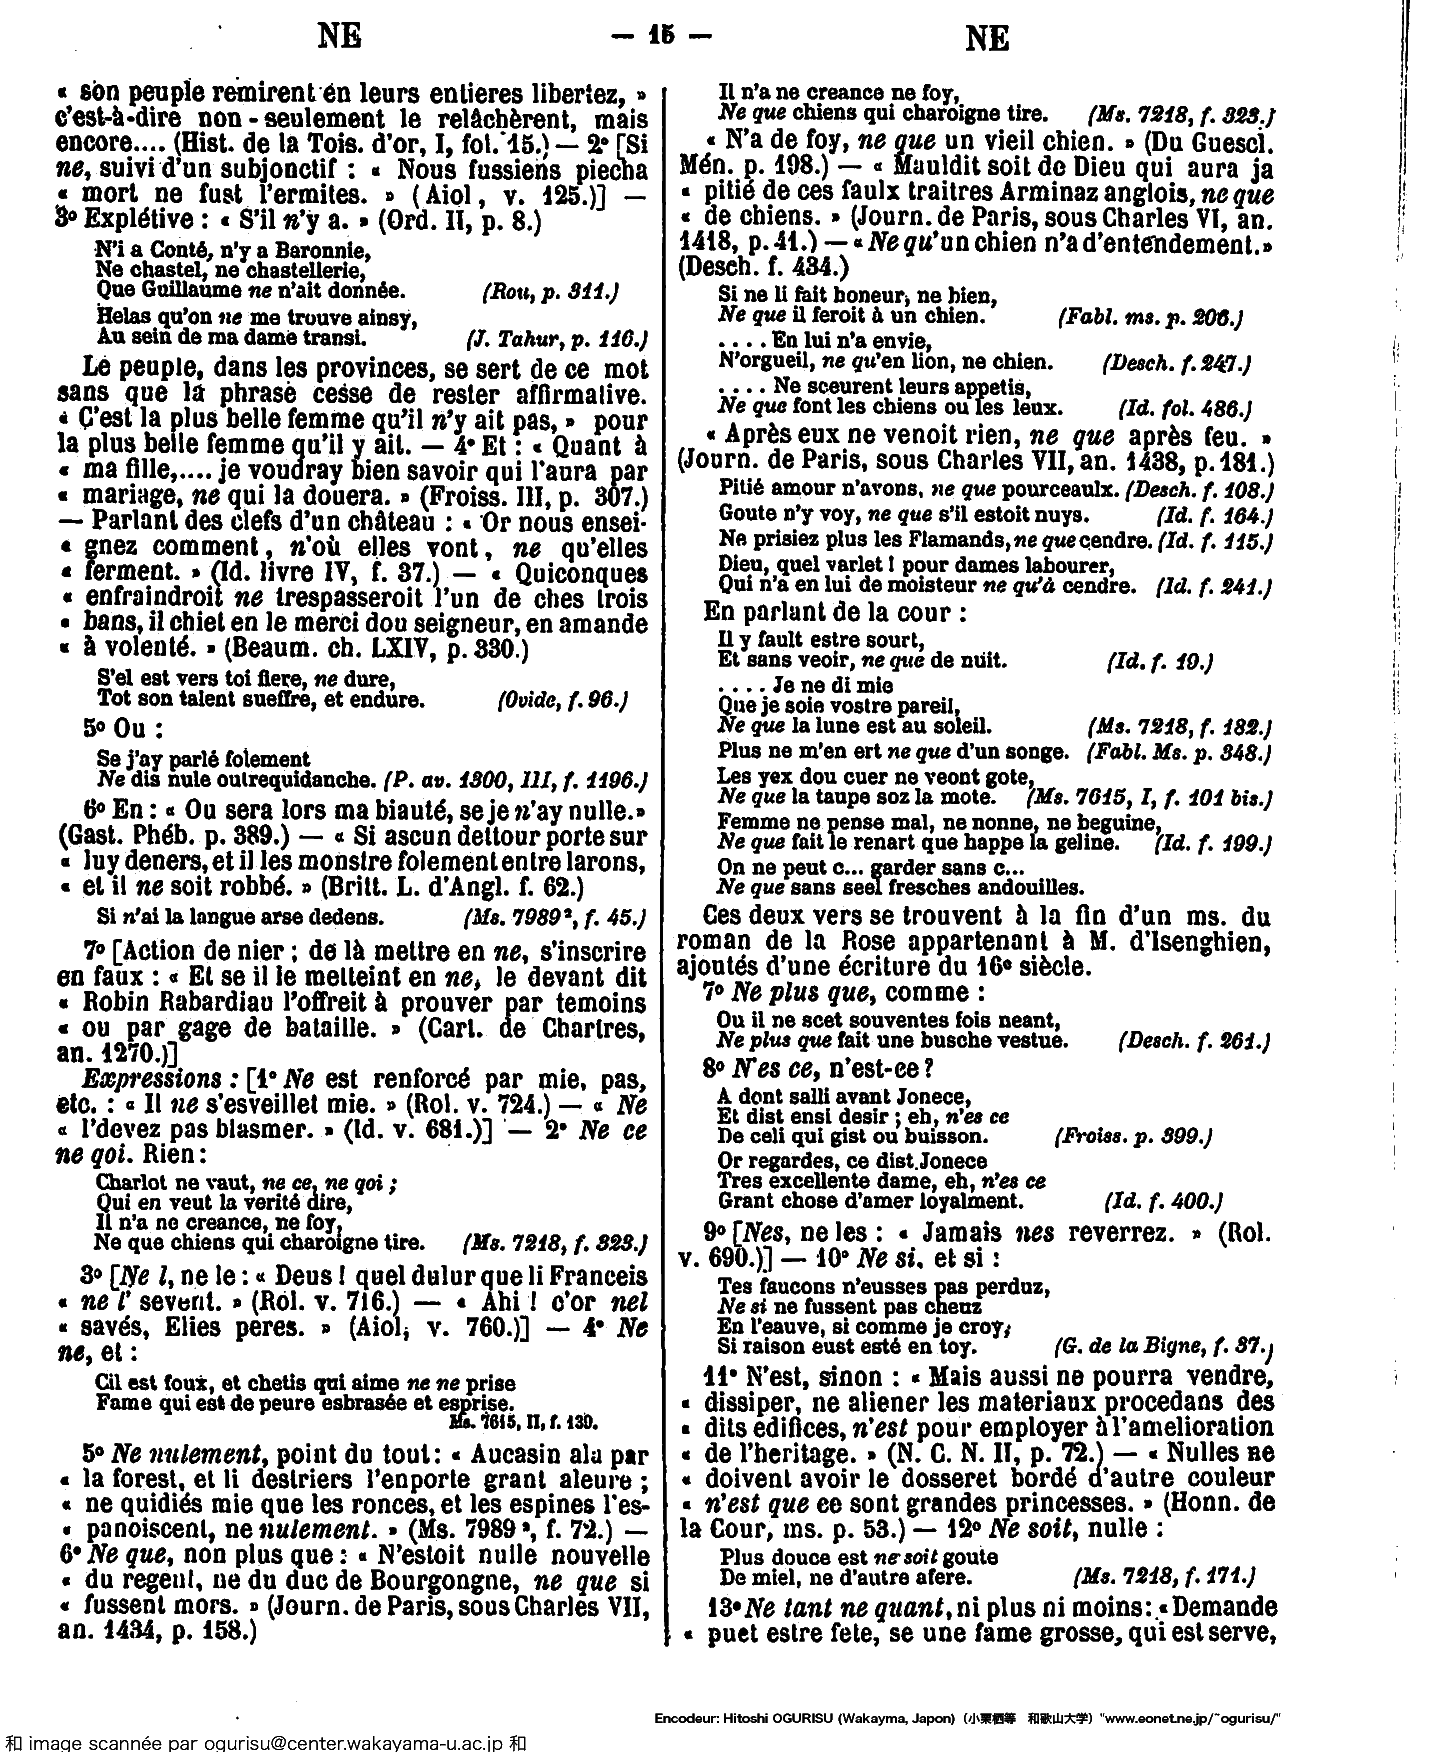 NE
— 15 —
NE
« son peuple remirent en leurs entieres libertez, »
c'est-à-dire non-seulement le relâchèrent, mais
encore.... (Hist. de la Tois. d'or, I, fol. 15.) — 2° [Si
ne, suivi d'un subjonctif : « Nous fussiens piecha
« mort ne fust l'ermites. » (Aiol, v. 125.)] —
3° Explétive : « S'il n'y a. » (Ord. II, p. 8.)
N'i a Conté, n'y a Baronnie,
Ne chastel, ne chastellerie,
Que Guillaume ne n'ait donnée. (Rou, p. 311.)
Helas qu'on ne me trouve ainsy,
Au sein de ma dame transi. (J. Tahur, p. 116.)
Le peuple, dans les provinces, se sert de ce mot
sans que la phrase cesse de rester affirmative.
« C'est la plus belle femme qu'il n'y ait pas, » pour
la plus belle femme qu'il y ait. — 4° Et : « Quant à
« ma fille,.... je voudray bien savoir qui l'aura par
« mariage, ne qui la douera. » (Froiss. III, p. 307.)
— Parlant des clefs d'un château : « Or nous ensei-
« gnez comment, n'où elles vont, ne qu'elles
« ferment. » (Id. livre IV, f. 37.) — « Quiconques
« enfraindroit ne trespasseroit l'un de ches trois
« bans, il chiet en le merci dou seigneur, en amande
« à volenté. » (Beaum. ch. LXIV, p. 330.)
S'el est vers toi fiere, ne dure,
Tot son talent sueffre, et endure. (Ovide, f. 96.)
5° Ou :
Se j'ay parlé folement
Ne dis nule outrequidanche. (P. av. 1300, III, f. 1196.)
6° En : « Ou sera lors ma biauté, se je n'ay nulle. »
(Gast. Phéb. p. 389.) — « Si ascun dettour porte sur
« luy deners, et il les monstre folement entre larons,
« et il ne soit robbé. » (Britt. L. d'Angl. f. 62.)
Si n'ai la langue arse dedens. (Ms. 7989², f. 45.)
7° [Action de nier ; de là mettre en ne, s'inscrire
en faux : « Et se il le metteint en ne, le devant dit
« Robin Rabardiau l'offreit à prouver par temoins
« ou par gage de bataille. » (Cart. de Chartres,
an. 1270.)]
Expressions : [1° Ne est renforcé par mie, pas,
etc. : « Il ne s'esveillet mie. » (Rol. v. 724.) — « Ne
« l'devez pas blasmer. » (Id. v. 681.)] — 2° Ne ce
ne qoi. Rien :
Charlot ne vaut, ne ce, ne qoi ;
Qui en veut la verité dire,
Il n'a ne creance, ne foy,
Ne que chiens qui charoigne tire. (Ms. 7218, f. 323.)
3° [Ne l, ne le : « Deus ! quel dulur que li Franceis
« ne l' sevent. » (Rol. v. 716.) — « Ahi ! c'or nel
« savés, Elies peres. » (Aiol, v. 760.)] — 4° Ne
ne, et :
Cil est foux, et chetis qui aime ne ne prise
Fame qui est de peure esbrasée et esprise.
Ms. 7615, II, f. 130.
5° Ne nulement, point du tout : « Aucasin ala par
« la forest, et li destriers l'enporte grant aleure ;
« ne quidiés mie que les ronces, et les espines l'es-
« panoiscent, ne nulement. » (Ms. 7989², f. 72.) —
6° Ne que, non plus que : « N'estoit nulle nouvelle
« du regent, ne du duc de Bourgongne, ne que si
« fussent mors. » (Journ. de Paris, sous Charles VII,
an. 1434, p. 158.)
Il n'a ne creance ne foy,
Ne que chiens qui charoigne tire. (Ms. 7218, f. 323.)
« N'a de foy, ne que un vieil chien. » (Du Guescl.
Mén. p. 198.) — « Mauldit soit de Dieu qui aura ja
« pitié de ces faulx traitres Arminaz anglois, ne que
« de chiens. » (Journ. de Paris, sous Charles VI, an.
1418, p. 41.) — « Ne qu'un chien n'a d'entendement. »
(Desch. f. 434.)
Si ne li fait honeur, ne bien,
Ne que il feroit à un chien. (Fabl. ms. p. 206.)
.... En lui n'a envie,
N'orgueil, ne qu'en lion, ne chien. (Desch. f. 247.)
.... Ne sceurent leurs appetis,
Ne que font les chiens ou les leux. (Id. fol. 486.)
« Après eux ne venoit rien, ne que après feu. »
(Journ. de Paris, sous Charles VII, an. 1438, p. 181.)
Pitié amour n'avons, ne que pourceaulx. (Desch. f. 108.)
Goute n'y voy, ne que s'il estoit nuys. (Id. f. 164.)
Ne prisiez plus les Flamands, ne que cendre. (Id. f. 115.)
Dieu, quel varlet ! pour dames labourer,
Qui n'a en lui de moisteur ne qu'à cendre. (Id. f. 241.)
En parlant de la cour :
Il y fault estre sourt,
Et sans veoir, ne que de nuit. (Id. f. 19.)
.... Je ne di mie
Que je soie vostre pareil,
Ne que la lune est au soleil. (Ms. 7218, f. 182.)
Plus ne m'en ert ne que d'un songe. (Fabl. Ms. p. 348.)
Les yex dou cuer ne veont gote,
Ne que la taupe soz la mote. (Ms. 7615, I, f. 101 bis.)
Femme ne pense mal, ne nonne, ne beguine,
Ne que fait le renart que happe la geline. (Id. f. 199.)
On ne peut c... garder sans c...
Ne que sans seel fresches andouilles.
Ces deux vers se trouvent à la fin d'un ms. du
roman de la Rose appartenant à M. d'Isenghien,
ajoutés d'une écriture du 16e siècle.
7° Ne plus que, comme :
Ou il ne scet souventes fois neant,
Ne plus que fait une busche vestue. (Desch. f. 261.)
8° N'es ce, n'est-ce ?
A dont salli avant Jonece,
Et dist ensi desir ; eh, n'es ce
De celi qui gist ou buisson. (Froiss. p. 399.)
Or regardes, ce dist Jonece
Tres excellente dame, eh, n'es ce
Grant chose d'amer loyalment. (Id. f. 400.)
9° [Nes, ne les : « Jamais nes reverrez. » (Rol.
v. 690.)] — 10° Ne si, et si :
Tes faucons n'eusses pas perduz,
Ne si ne fussent pas cheuz
En l'eauve, si comme je croy;
Si raison eust esté en toy. (G. de la Bigne, f. 37.)
11° N'est, sinon : « Mais aussi ne pourra vendre,
« dissiper, ne aliener les materiaux procedans des
« dits edifices, n'est pour employer à l'amelioration
« de l'heritage. » (N. C. N. II, p. 72.) — « Nulles ne
« doivent avoir le dosseret bordé d'autre couleur
« n'est que ce sont grandes princesses. » (Honn. de
la Cour, ms. p. 53.) — 12° Ne soit, nulle :
Plus douce est ne soit goute
De miel, ne d'autre afere. (Ms. 7218, f. 171.)
13° Ne tant ne quant, ni plus ni moins : « Demande
« puet estre fete, se une fame grosse, qui est serve,
Encodeur: Hitoshi OGURISU (Wakayma, Japon) (小栗栖等 和歌山大学) "www.eonet.ne.jp/~ogurisu/"
和 image scannée par ogurisu@center.wakayama-u.ac.jp 和